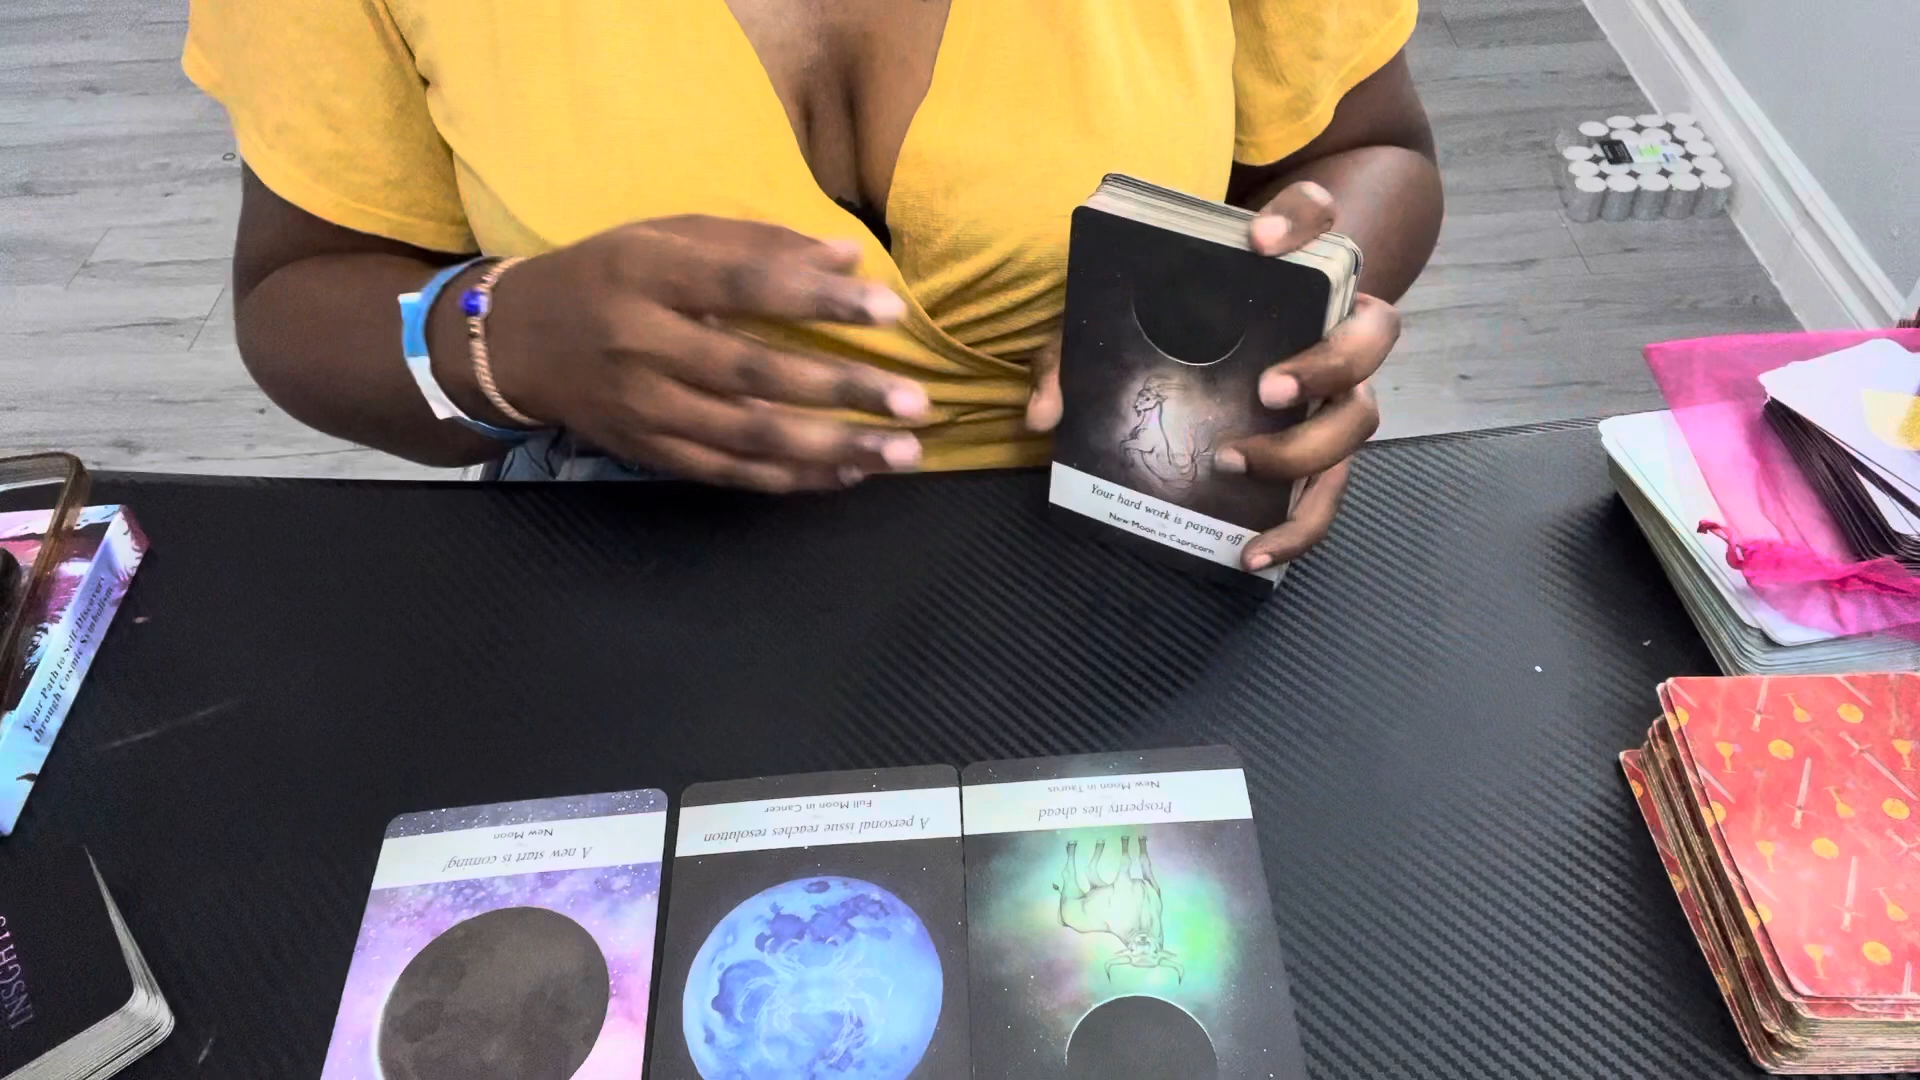 Your hard work is paying off
New Moon in Capricorn
Your Path to Self-Discovery
through Cosmic Symbolism
New Moon
A new start is coming!
Full Moon in Cancer
A personal issue reaches resolution
New Moon in Taurus
Prosperity lies ahead
INSIGHTS